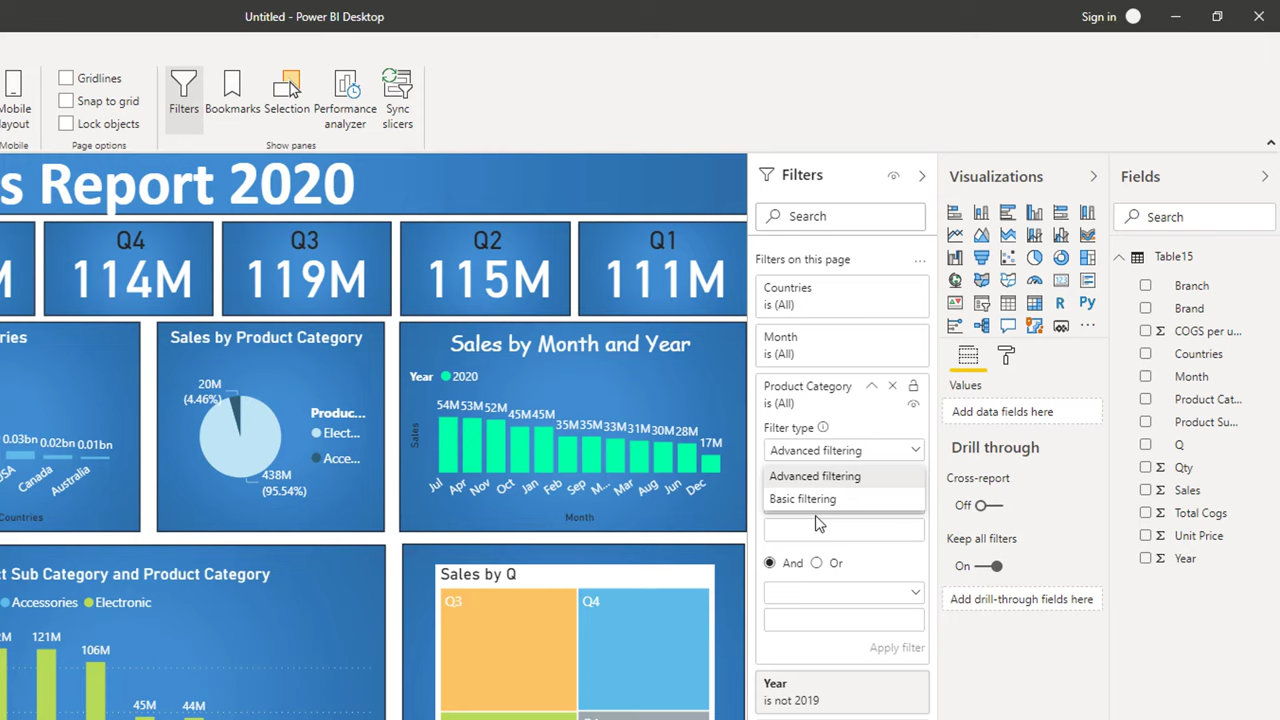 Untitled - Power BI Desktop
Sign in
Mobile
layout
Mobile
Gridlines
Snap to grid
Lock objects
Page options
Filters
Bookmarks
Selection
Performance
analyzer
Sync
slicers
Show panes
s Report 2020
Q4
114M
Q3
119M
Q2
115M
Q1
111M
ries
0.03bn 0.02bn 0.01bn
USA
Canada
Australia
Countries
Sales by Product Category
20M
(4.46%)
438M
(95.54%)
Produc...
Elect...
Acce...
Sales by Month and Year
Year 2020
Sales
54M 53M 52M 45M 45M 35M 35M 33M 31M 30M 28M 17M
Jul Apr Nov Oct Jan Feb Sep M... Mar Aug Jun Dec
Month
t Sub Category and Product Category
Accessories Electronic
2M
121M
106M
45M
44M
Sales by Q
Q3
Q4
Filters
Search
Filters on this page
...
Countries
is (All)
Month
is (All)
Product Category
is (All)
Filter type
Advanced filtering
Advanced filtering
Basic filtering
And Or
Apply filter
Year
is not 2019
Visualizations
R
Py
...
Values
Add data fields here
Drill through
Cross-report
Off
Keep all filters
On
Add drill-through fields here
Fields
Search
Table15
Branch
Brand
Σ COGS per u...
Countries
Month
Product Cat...
Product Su...
Q
Σ Qty
Σ Sales
Σ Total Cogs
Σ Unit Price
Σ Year